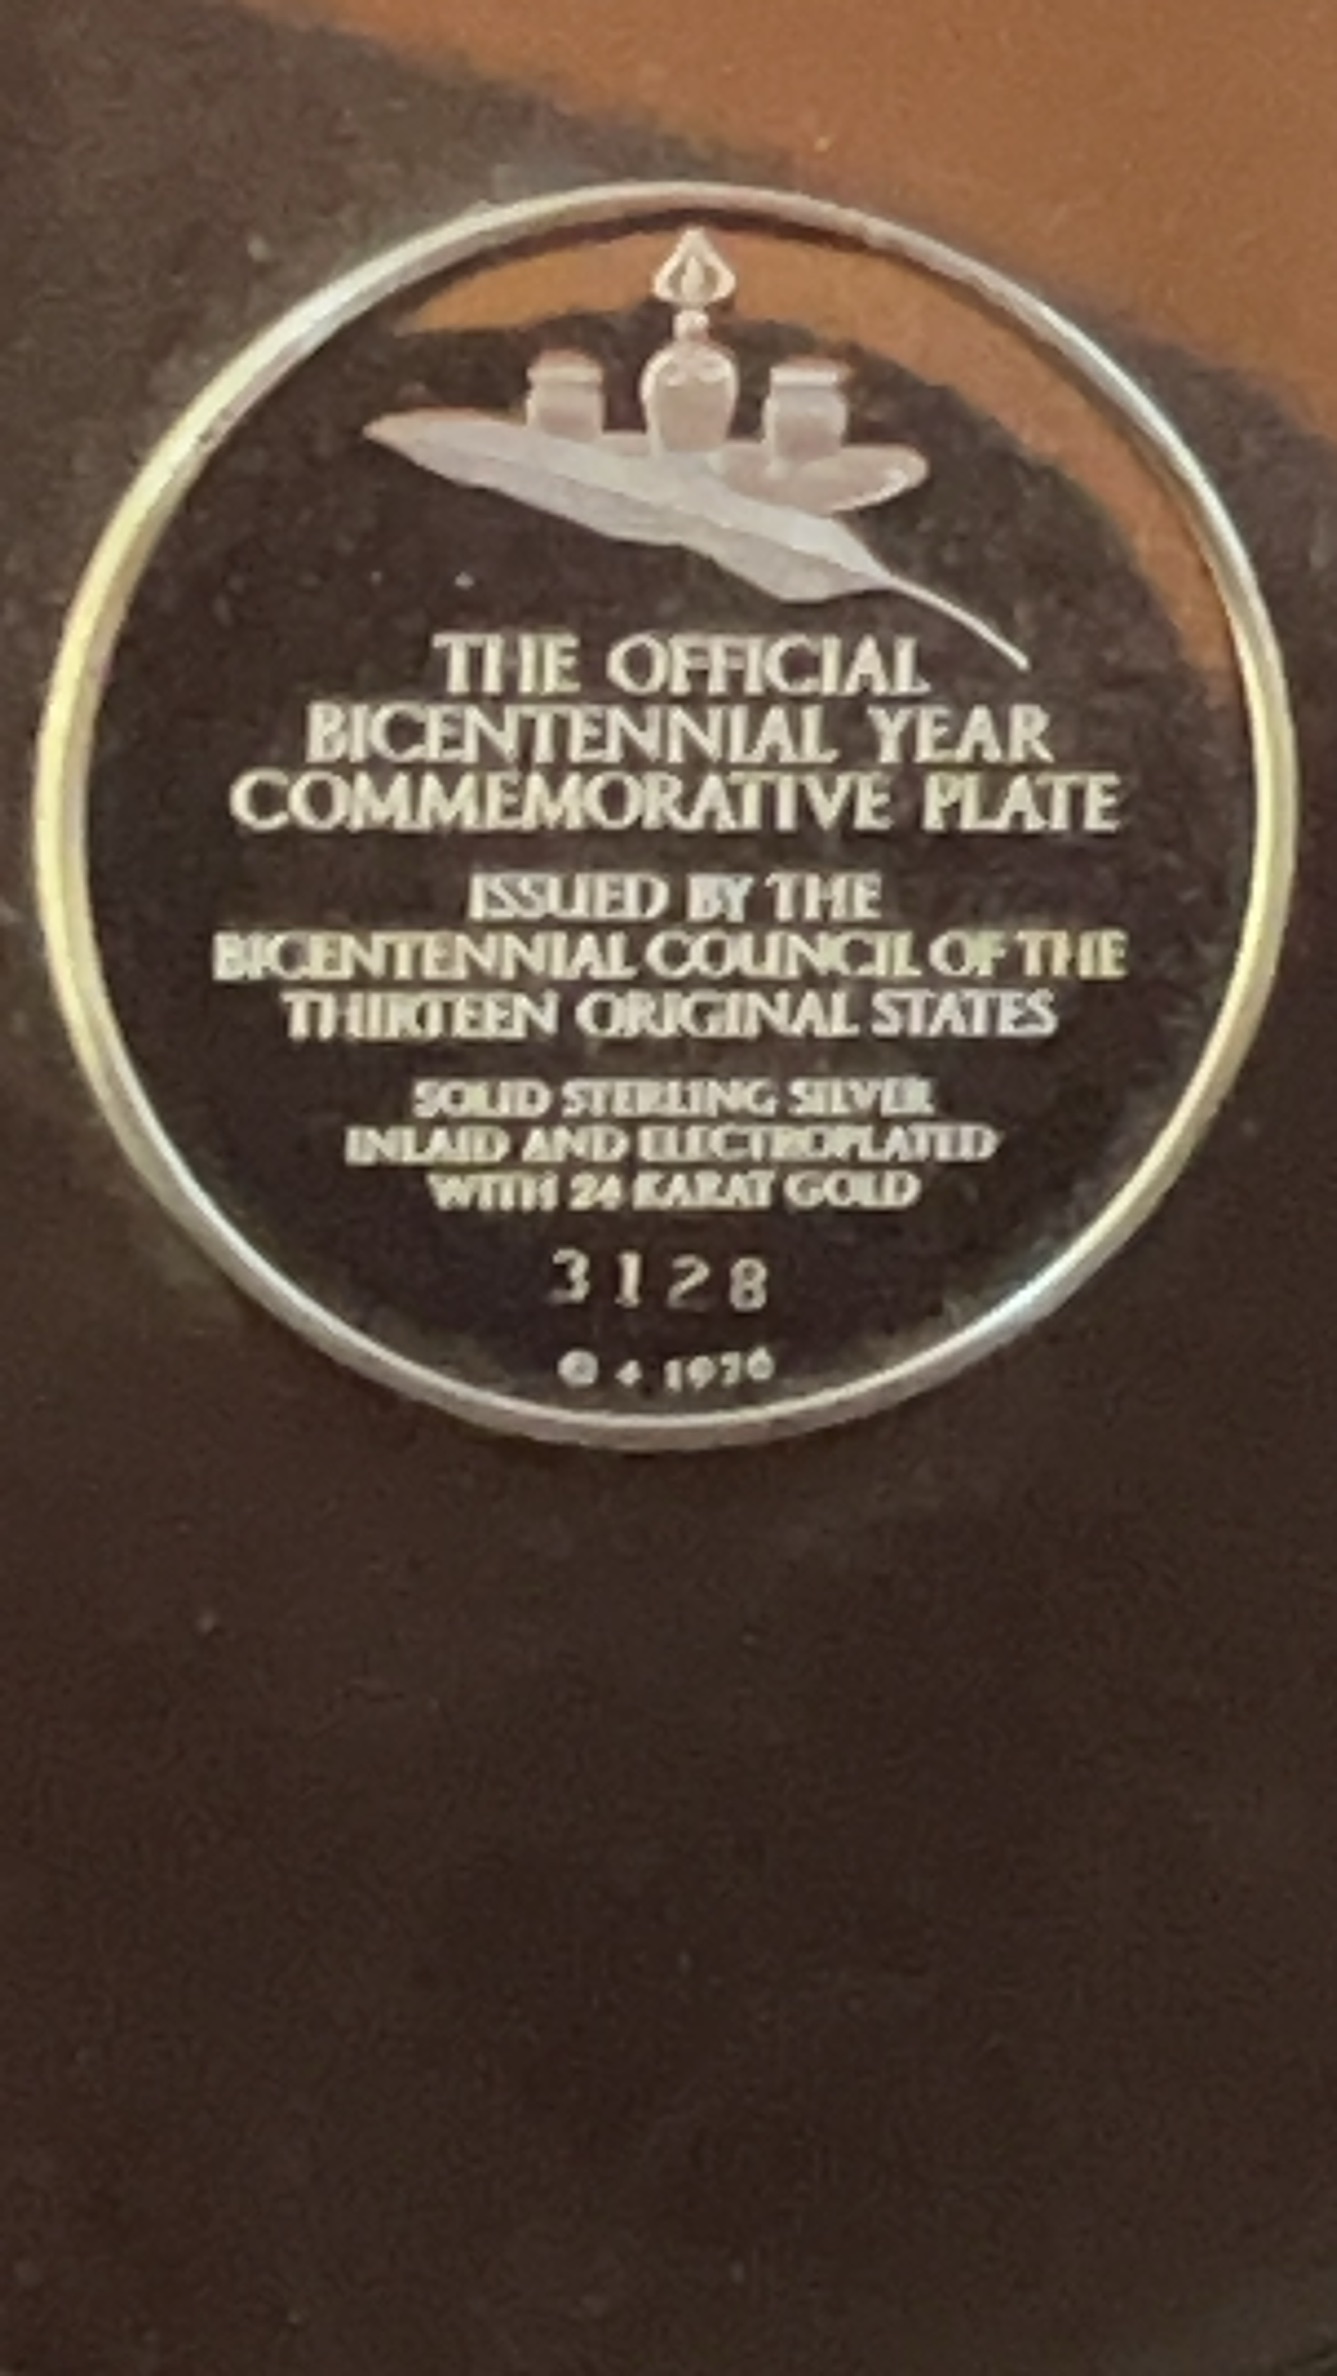 THE OFFICIAL
BICENTENNIAL YEAR
COMMEMORATIVE PLATE
ISSUED BY THE
BICENTENNIAL COUNCIL OF THE
THIRTEEN ORIGINAL STATES
SOLID STERLING SILVER
INLAID AND ELECTROPLATED
WITH 24 KARAT GOLD
3128
© 1976